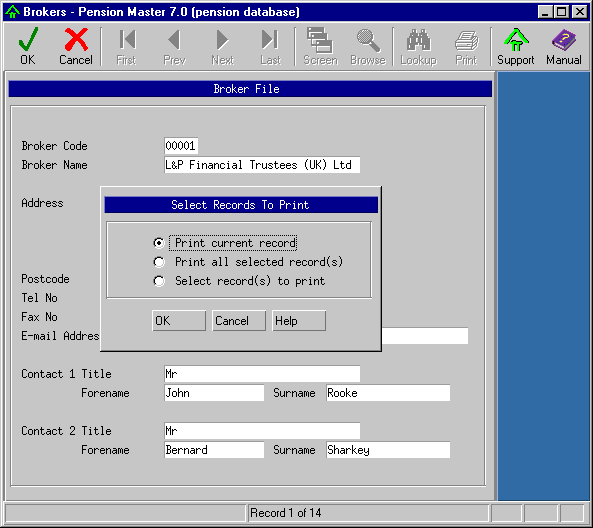 Brokers - Pension Master 7.0 (pension database)
OK Cancel First Prev Next Last Screen Browse Lookup Print Support Manual
Broker File
Broker Code 00001
Broker Name L&P Financial Trustees (UK) Ltd
Address
Select Records To Print
Print current record
Print all selected record(s)
Select record(s) to print
OK Cancel Help
Postcode
Tel No
Fax No
E-mail Address
Contact 1 Title Mr
Forename John Surname Rooke
Contact 2 Title Mr
Forename Bernard Surname Sharkey
Record 1 of 14